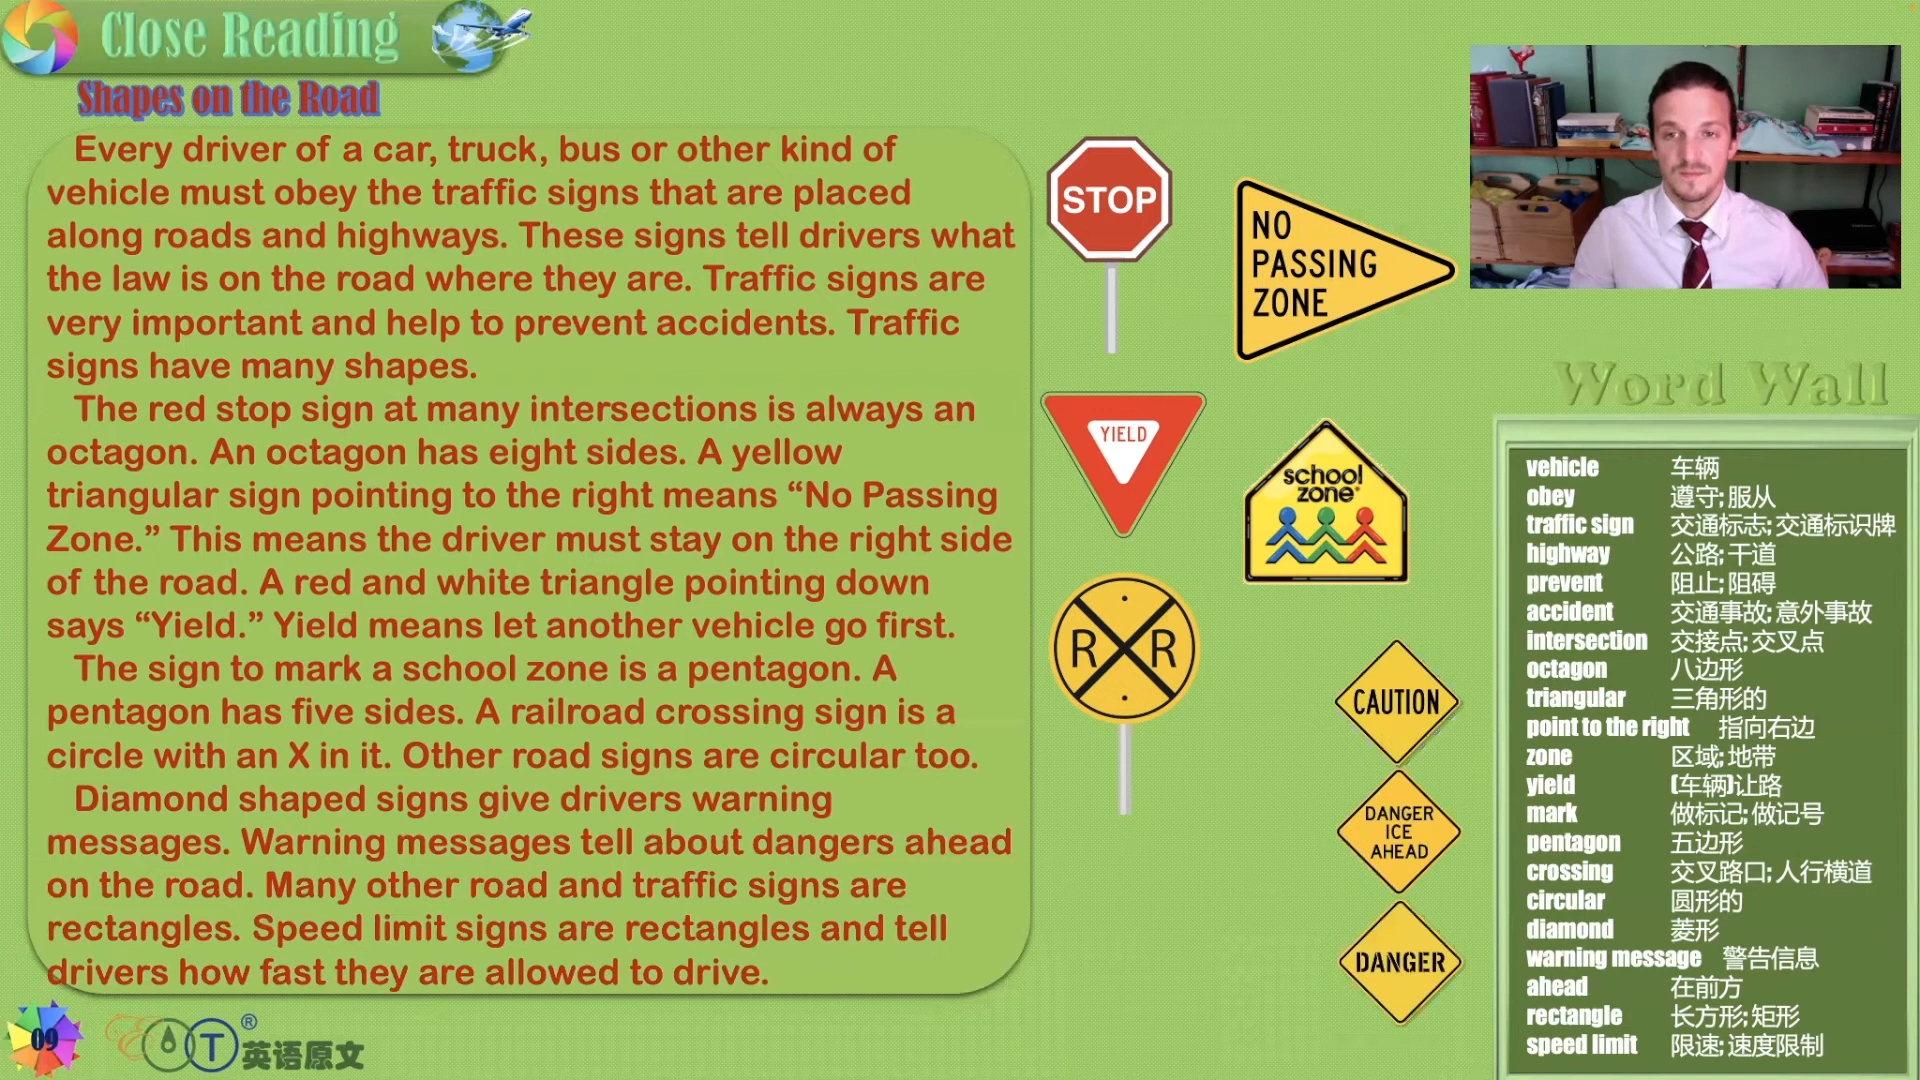 Close Reading
Shapes on the Road
Every driver of a car, truck, bus or other kind of
vehicle must obey the traffic signs that are placed
along roads and highways. These signs tell drivers what
the law is on the road where they are. Traffic signs are
very important and help to prevent accidents. Traffic
signs have many shapes.
The red stop sign at many intersections is always an
octagon. An octagon has eight sides. A yellow
triangular sign pointing to the right means “No Passing
Zone.” This means the driver must stay on the right side
of the road. A red and white triangle pointing down
says “Yield.” Yield means let another vehicle go first.
The sign to mark a school zone is a pentagon. A
pentagon has five sides. A railroad crossing sign is a
circle with an X in it. Other road signs are circular too.
Diamond shaped signs give drivers warning
messages. Warning messages tell about dangers ahead
on the road. Many other road and traffic signs are
rectangles. Speed limit signs are rectangles and tell
drivers how fast they are allowed to drive.
STOP
NO
PASSING
ZONE
YIELD
school
zone
R R
CAUTION
DANGER
ICE
AHEAD
DANGER
Word Wall
vehicle 车辆
obey 遵守; 服从
traffic sign 交通标志; 交通标识牌
highway 公路; 干道
prevent 阻止; 阻碍
accident 交通事故; 意外事故
intersection 交接点; 交叉点
octagon 八边形
triangular 三角形的
point to the right 指向右边
zone 区域; 地带
yield (车辆)让路
mark 做标记; 做记号
pentagon 五边形
crossing 交叉路口; 人行横道
circular 圆形的
diamond 菱形
warning message 警告信息
ahead 在前方
rectangle 长方形; 矩形
speed limit 限速; 速度限制
09
T®
英语原文